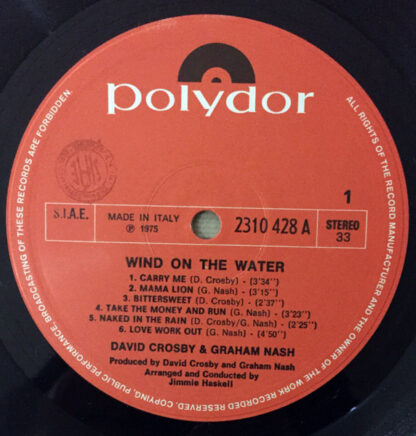 polydor
ALL RIGHTS OF THE RECORD MANUFACTURER AND THE OWNER OF THE WORK RECORDED RESERVED. COPYING, PUBLIC PERFORMANCE, BROADCASTING OF THESE RECORDS ARE FORBIDDEN.
1
S.I.A.E.
MADE IN ITALY
℗ 1975
2310 428 A
STEREO
33
WIND ON THE WATER
1. CARRY ME (D. Crosby) - (3'34")
2. MAMA LION (G. Nash) - (3'15")
3. BITTERSWEET (D. Crosby) - (2'37")
4. TAKE THE MONEY AND RUN (G. Nash) - (3'23")
5. NAKED IN THE RAIN (D. Crosby/G. Nash) - (2'25")
6. LOVE WORK OUT (G. Nash) - (4'50")
DAVID CROSBY & GRAHAM NASH
Produced by David Crosby and Graham Nash
Arranged and Conducted by
Jimmie Haskell